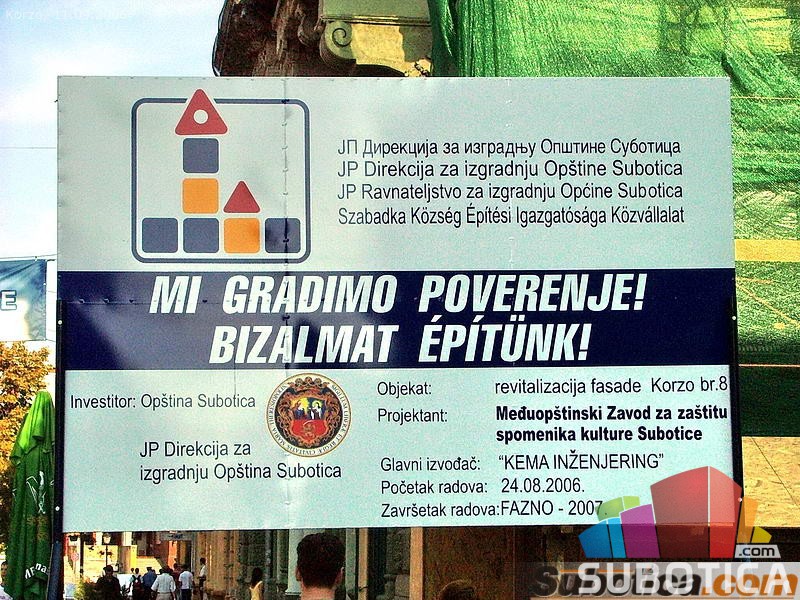 ЈП Дирекција за изградњу Општине Суботица
JP Direkcija za izgradnju Opštine Subotica
JP Ravnateljstvo za izgradnju Općine Subotica
Szabadka Község Építési Igazgatósága Közvállalat
MI GRADIMO POVERENJE!
BIZALMAT ÉPÍTÜNK!
Investitor: Opština Subotica
JP Direkcija za
izgradnju Opština Subotica
Objekat: revitalizacija fasade Korzo br.8
Projektant: Međuopštinski Zavod za zaštitu
spomenika kulture Subotice
Glavni izvođač: “KEMA INŽENJERING”
Početak radova: 24.08.2006.
Završetak radova: FAZNO - 2007
E
.com
SUBOTICA
subotica.com